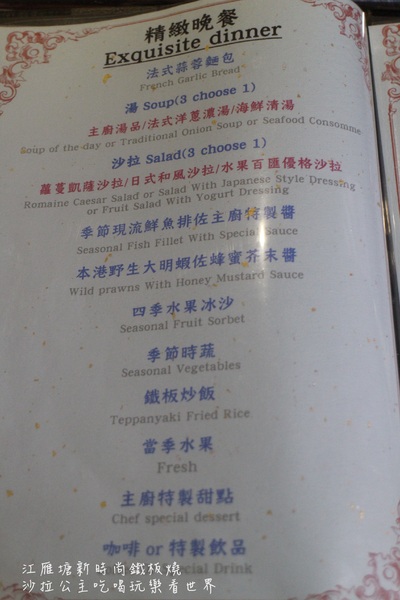 精緻晚餐
Exquisite dinner
法式蒜蓉麵包
French Garlic Bread
湯 Soup(3 choose 1)
主廚湯品/法式洋蔥濃湯/海鮮清湯
Soup of the day or Traditional Onion Soup or Seafood Consomme
沙拉 Salad(3 choose 1)
蘿蔓凱薩沙拉/日式和風沙拉/水果百匯優格沙拉
Romaine Caesar Salad or Salad With Japanese Style Dressing
or Fruit Salad With Yogurt Dressing
季節現流鮮魚排佐主廚特製醬
Seasonal Fish Fillet With Special Sauce
本港野生大明蝦佐蜂蜜芥末醬
Wild prawns With Honey Mustard Sauce
四季水果冰沙
Seasonal Fruit Sorbet
季節時蔬
Seasonal Vegetables
鐵板炒飯
Teppanyaki Fried Rice
當季水果
Fresh
主廚特製甜點
Chef special dessert
咖啡 or 特製飲品
Special Drink
江雁塘新時尚鐵板燒
沙拉公主吃喝玩樂看世界